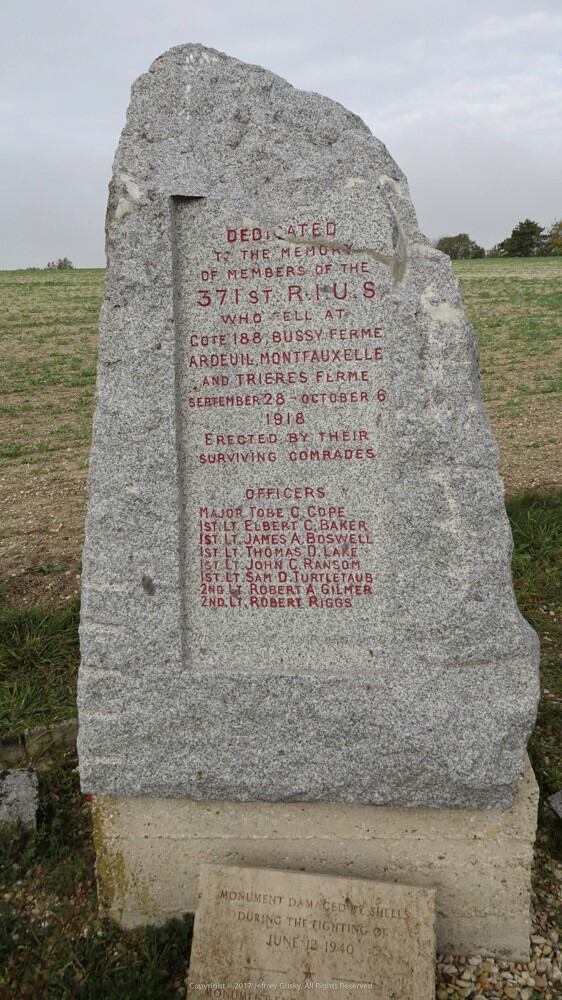 DEDICATED
TO THE MEMORY
OF MEMBERS OF THE
371ST. R.I.U.S.
WHO FELL AT
COTE 188, BUSSY FERME
ARDEUIL, MONTFAUXELLE
AND TRIERES FERME
SEPTEMBER 28 - OCTOBER 6
1918
ERECTED BY THEIR
SURVIVING COMRADES
OFFICERS
MAJOR TOBE C. COPE
1ST. LT. ELBERT C. BAKER
1ST. LT. JAMES A. BOSWELL
1ST. LT. THOMAS D. LAKE
1ST. LT. JOHN C. RANSOM
1ST. LT. SAM D. TURTLETAUB
2ND. LT. ROBERT A. GILMER
2ND. LT. ROBERT RIGGS
MONUMENT DAMAGED BY SHELLS
DURING THE FIGHTING OF
JUNE 12 1940
Copyright © 2017 Jeffrey Gusky, All Rights Reserved
MONUMENT